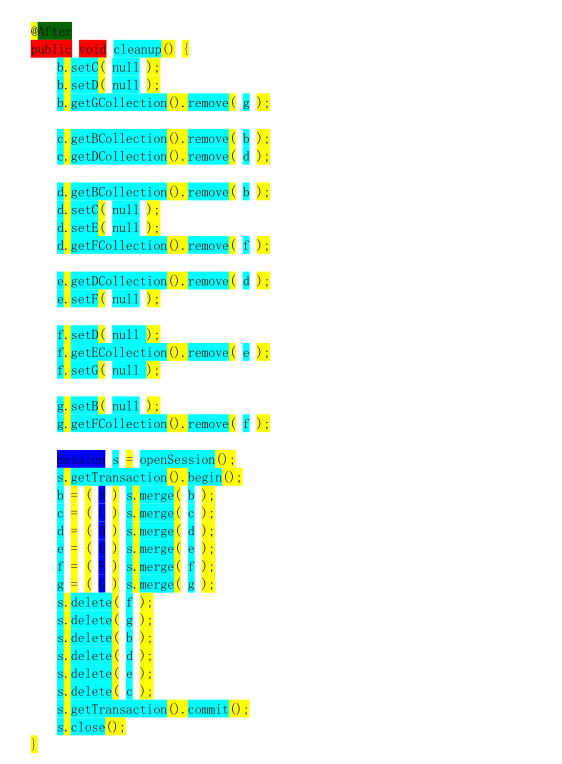 @After
public void cleanup() {
b.setC( null );
b.setD( null );
b.getGCollection().remove( g );
c.getBCollection().remove( b );
c.getDCollection().remove( d );
d.getBCollection().remove( b );
d.setC( null );
d.setE( null );
d.getFCollection().remove( f );
e.getDCollection().remove( d );
e.setF( null );
f.setD( null );
f.getECollection().remove( e );
f.setG( null );
g.setB( null );
g.getFCollection().remove( f );
Session s = openSession();
s.getTransaction().begin();
b = ( B ) s.merge( b );
c = ( C ) s.merge( c );
d = ( D ) s.merge( d );
e = ( E ) s.merge( e );
f = ( F ) s.merge( f );
g = ( G ) s.merge( g );
s.delete( f );
s.delete( g );
s.delete( b );
s.delete( d );
s.delete( e );
s.delete( c );
s.getTransaction().commit();
s.close();
}